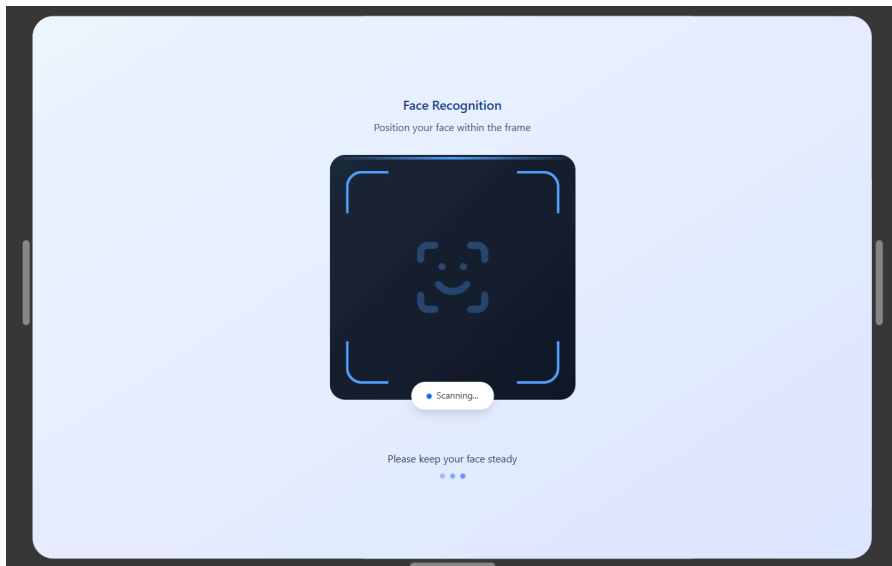 Face Recognition
Position your face within the frame
Scanning...
Please keep your face steady